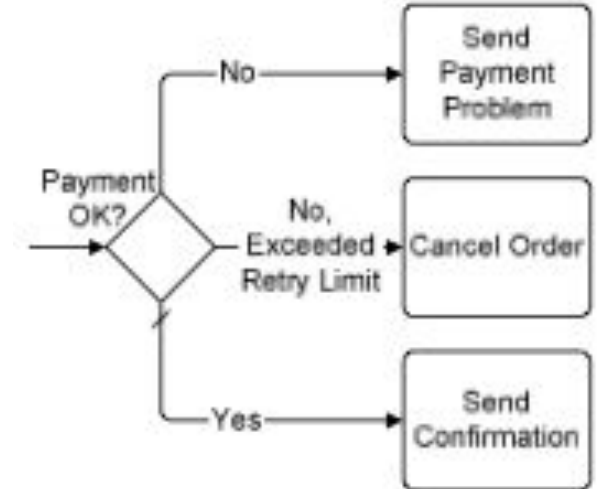 Send
Payment
Problem
No
Payment
OK?
No,
Exceeded
Retry Limit
Cancel Order
Yes
Send
Confirmation